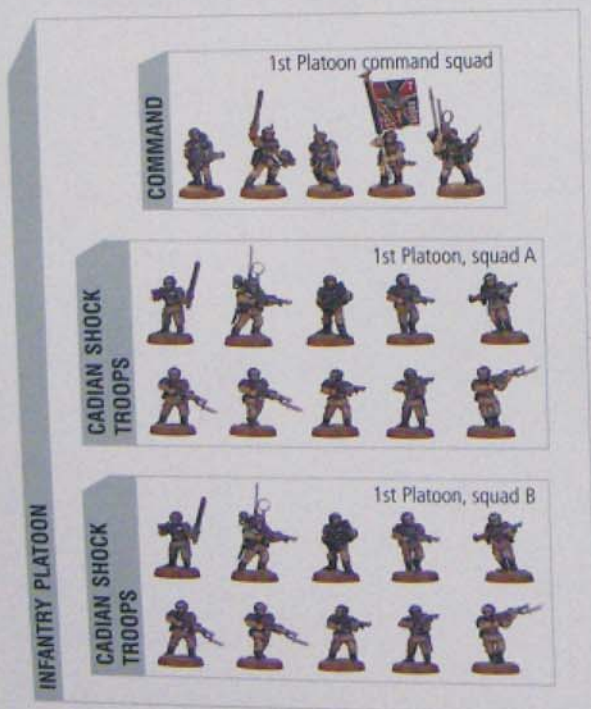 INFANTRY PLATOON
COMMAND
1st Platoon command squad
CADIAN SHOCK
TROOPS
1st Platoon, squad A
CADIAN SHOCK
TROOPS
1st Platoon, squad B